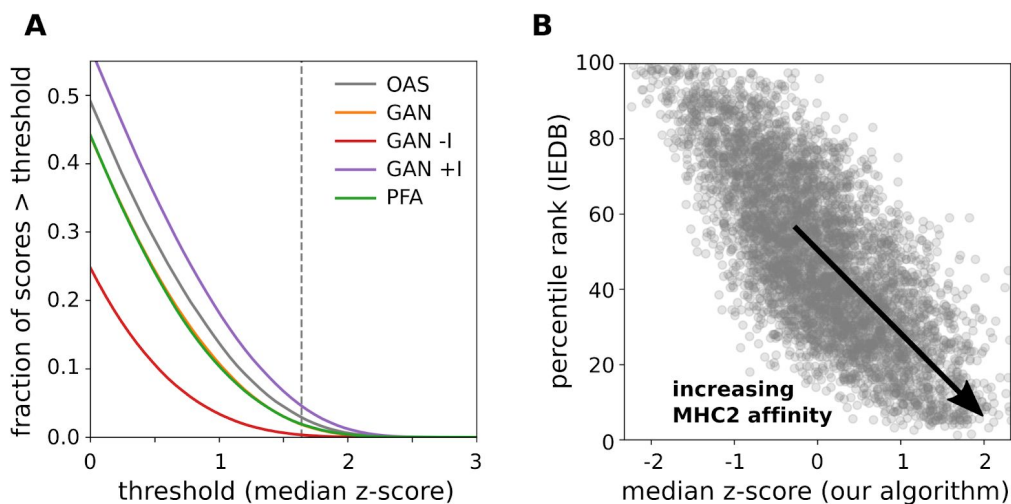 A
fraction of scores > threshold
0.5
0.4
0.3
0.2
0.1
0.0
0
1
2
3
threshold (median z-score)
OAS
GAN
GAN -I
GAN +I
PFA
B
percentile rank (IEDB)
100
80
60
40
20
0
-2
-1
0
1
2
median z-score (our algorithm)
increasing
MHC2 affinity